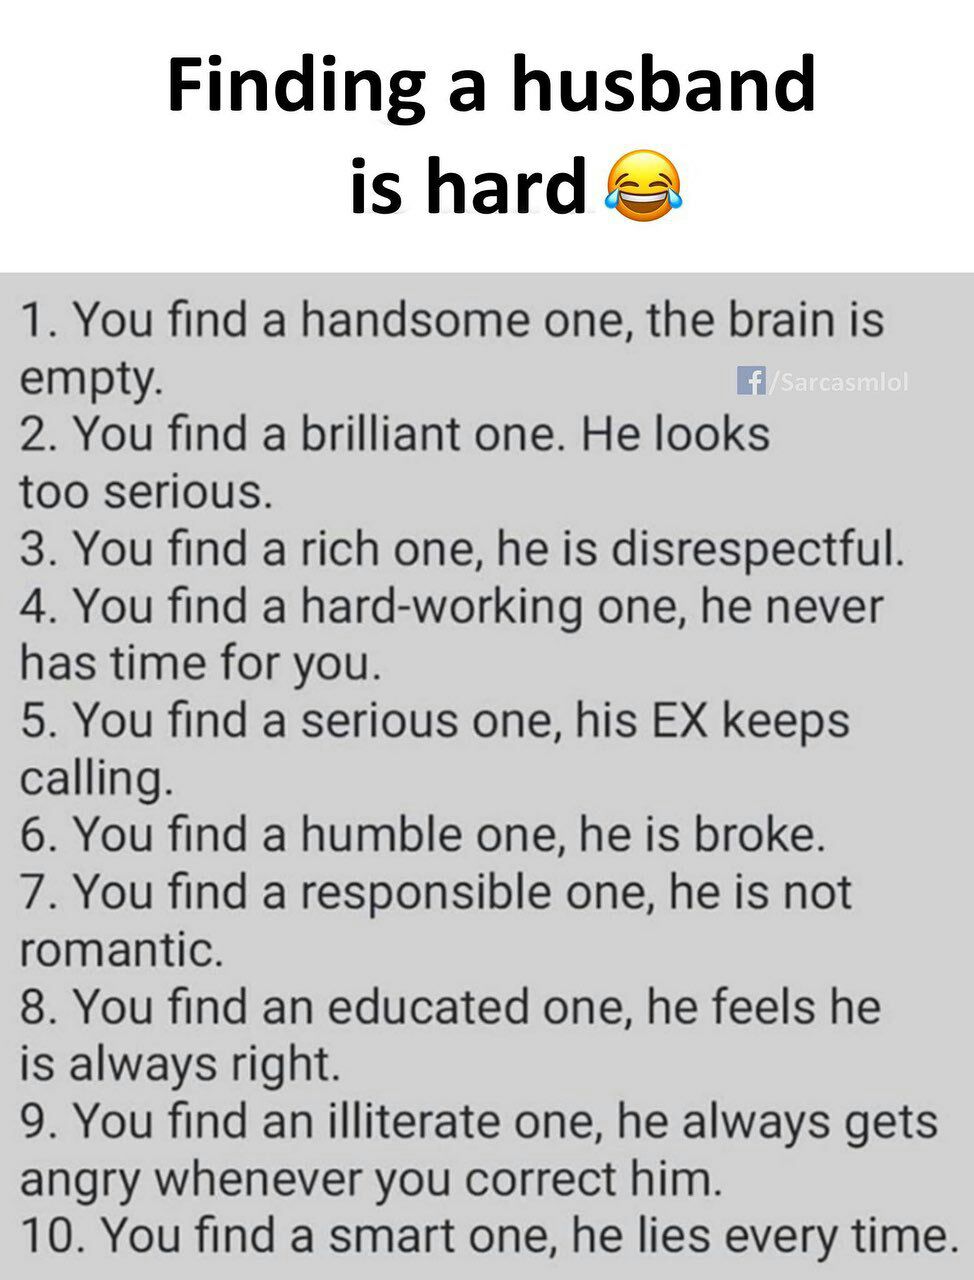 Finding a husband
is hard 😂
1. You find a handsome one, the brain is
empty.
f/Sarcasmlol
2. You find a brilliant one. He looks
too serious.
3. You find a rich one, he is disrespectful.
4. You find a hard-working one, he never
has time for you.
5. You find a serious one, his EX keeps
calling.
6. You find a humble one, he is broke.
7. You find a responsible one, he is not
romantic.
8. You find an educated one, he feels he
is always right.
9. You find an illiterate one, he always gets
angry whenever you correct him.
10. You find a smart one, he lies every time.